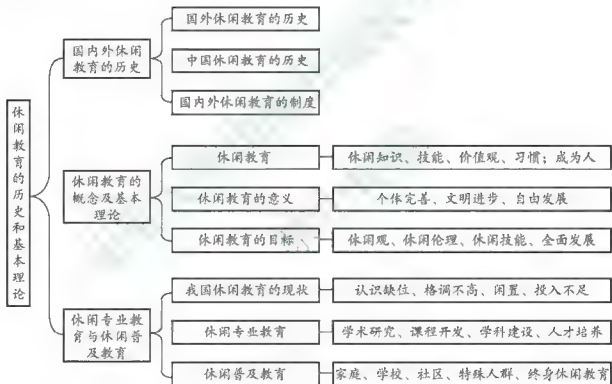 休闲教育的历史和基本理论
国内外休闲
教育的历史
国外休闲教育的历史
中国休闲教育的历史
国内外休闲教育的制度
休闲教育的
概念及基本
理论
休闲教育
休闲知识、技能、价值观、习惯；成为人
休闲教育的意义
个体完善、文明进步、自由发展
休闲教育的目标
休闲观、休闲伦理、休闲技能、全面发展
休闲专业教
育与休闲普
及教育
我国休闲教育的现状
认识缺位、格调不高、闲置、投入不足
休闲专业教育
学术研究、课程开发、学科建设、人才培养
休闲普及教育
家庭、学校、社区、特殊人群、终身休闲教育